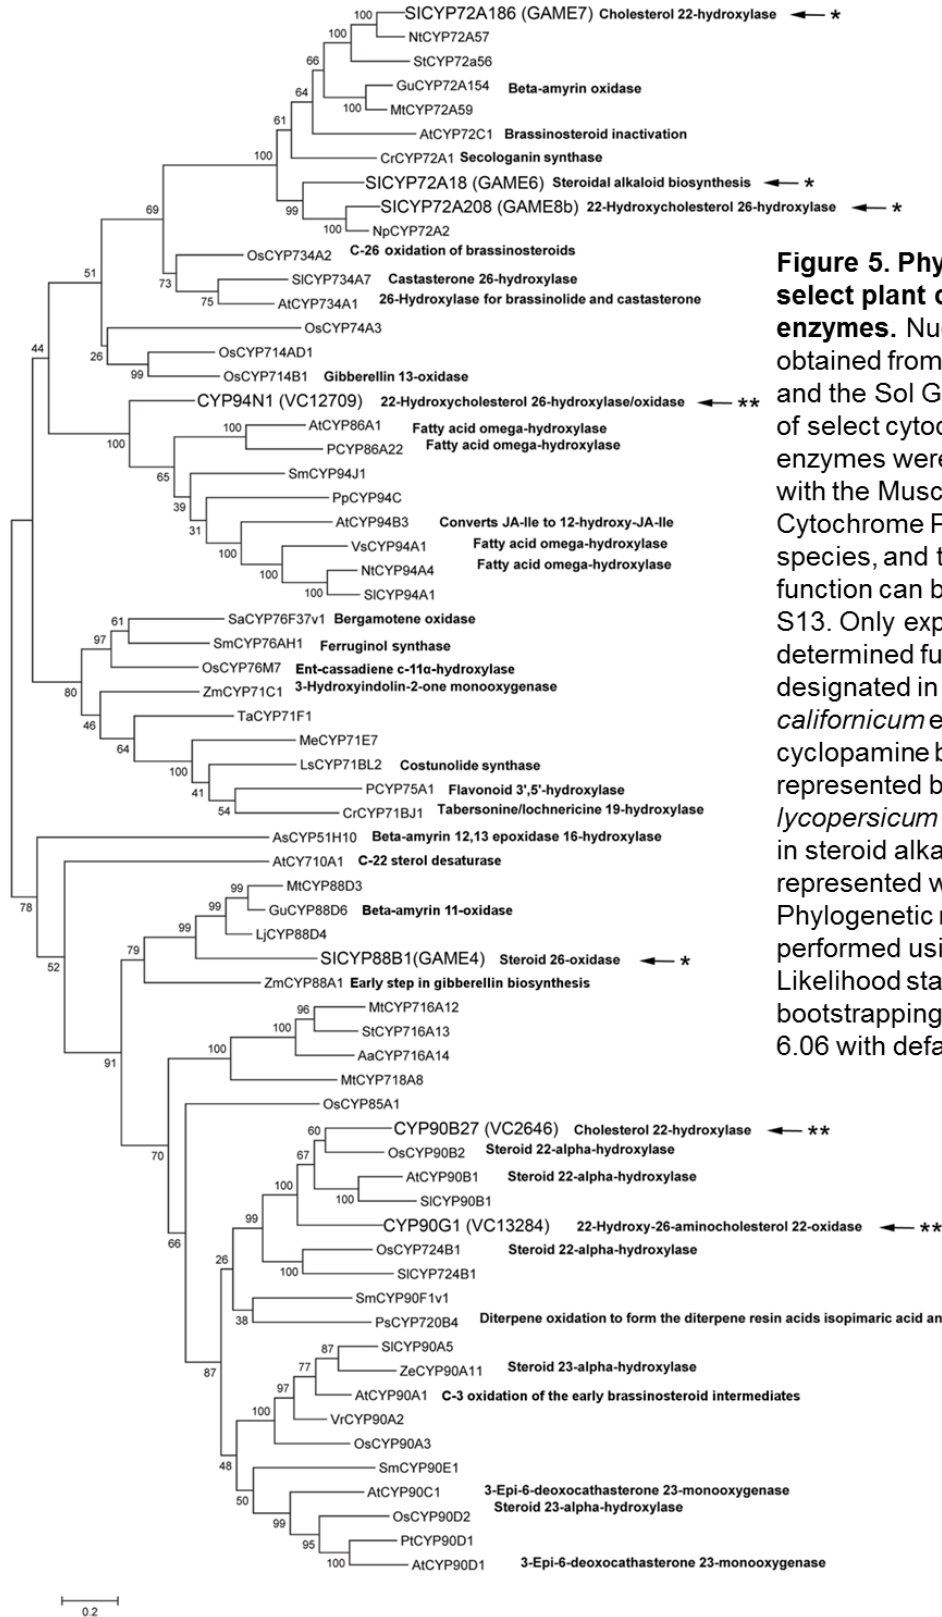 SlCYP72A186 (GAME7) Cholesterol 22-hydroxylase *
100
NtCYP72A57
100
StCYP72a56
66
GuCYP72A154 Beta-amyrin oxidase
64
100
MtCYP72A59
61
AtCYP72C1 Brassinosteroid inactivation
100
CrCYP72A1 Secologanin synthase
SlCYP72A18 (GAME6) Steroidal alkaloid biosynthesis *
99
SlCYP72A208 (GAME8b) 22-Hydroxycholesterol 26-hydroxylase *
69
100
NpCYP72A2
OsCYP734A2 C-26 oxidation of brassinosteroids
51
73
SlCYP734A7 Castasterone 26-hydroxylase
75
AtCYP734A1 26-Hydroxylase for brassinolide and castasterone
OsCYP74A3
44
26
OsCYP714AD1
99
OsCYP714B1 Gibberellin 13-oxidase
CYP94N1 (VC12709) 22-Hydroxycholesterol 26-hydroxylase/oxidase **
100
AtCYP86A1 Fatty acid omega-hydroxylase
100
PCYP86A22 Fatty acid omega-hydroxylase
65
SmCYP94J1
39
PpCYP94C
31
AtCYP94B3 Converts JA-Ile to 12-hydroxy-JA-Ile
100
VsCYP94A1 Fatty acid omega-hydroxylase
100
NtCYP94A4 Fatty acid omega-hydroxylase
100
SlCYP94A1
SaCYP76F37v1 Bergamotene oxidase
61
97
SmCYP76AH1 Ferruginol synthase
OsCYP76M7 Ent-cassadiene c-11α-hydroxylase
80
ZmCYP71C1 3-Hydroxyindolin-2-one monooxygenase
46
TaCYP71F1
64
MeCYP71E7
100
LsCYP71BL2 Costunolide synthase
41
PCYP75A1 Flavonoid 3',5'-hydroxylase
54
CrCYP71BJ1 Tabersonine/lochnericine 19-hydroxylase
AsCYP51H10 Beta-amyrin 12,13 epoxidase 16-hydroxylase
78
AtCY710A1 C-22 sterol desaturase
52
MtCYP88D3
99
99
GuCYP88D6 Beta-amyrin 11-oxidase
99
LjCYP88D4
79
SlCYP88B1(GAME4) Steroid 26-oxidase *
ZmCYP88A1 Early step in gibberellin biosynthesis
91
MtCYP716A12
96
100
StCYP716A13
100
AaCYP716A14
MtCYP718A8
70
OsCYP85A1
66
CYP90B27 (VC2646) Cholesterol 22-hydroxylase **
60
OsCYP90B2 Steroid 22-alpha-hydroxylase
67
AtCYP90B1 Steroid 22-alpha-hydroxylase
100
100
SlCYP90B1
99
CYP90G1 (VC13284) 22-Hydroxy-26-aminocholesterol 22-oxidase **
OsCYP724B1 Steroid 22-alpha-hydroxylase
26
100
SlCYP724B1
SmCYP90F1v1
38
PsCYP720B4 Diterpene oxidation to form the diterpene resin acids isopimaric acid an
87
SlCYP90A5
87
77
ZeCYP90A11 Steroid 23-alpha-hydroxylase
97
AtCYP90A1 C-3 oxidation of the early brassinosteroid intermediates
100
VrCYP90A2
OsCYP90A3
48
SmCYP90E1
50
AtCYP90C1 3-Epi-6-deoxocathasterone 23-monooxygenase
99
OsCYP90D2 Steroid 23-alpha-hydroxylase
95
PtCYP90D1
100
AtCYP90D1 3-Epi-6-deoxocathasterone 23-monooxygenase
0.2
Figure 5. Phy
select plant c
enzymes. Nuc
obtained from
and the Sol G
of select cytoc
enzymes were
with the Musc
Cytochrome P
species, and t
function can b
S13. Only exp
determined fu
designated in
californicum e
cyclopamine b
represented b
lycopersicum
in steroid alka
represented w
Phylogenetic r
performed usi
Likelihood sta
bootstrapping
6.06 with defa